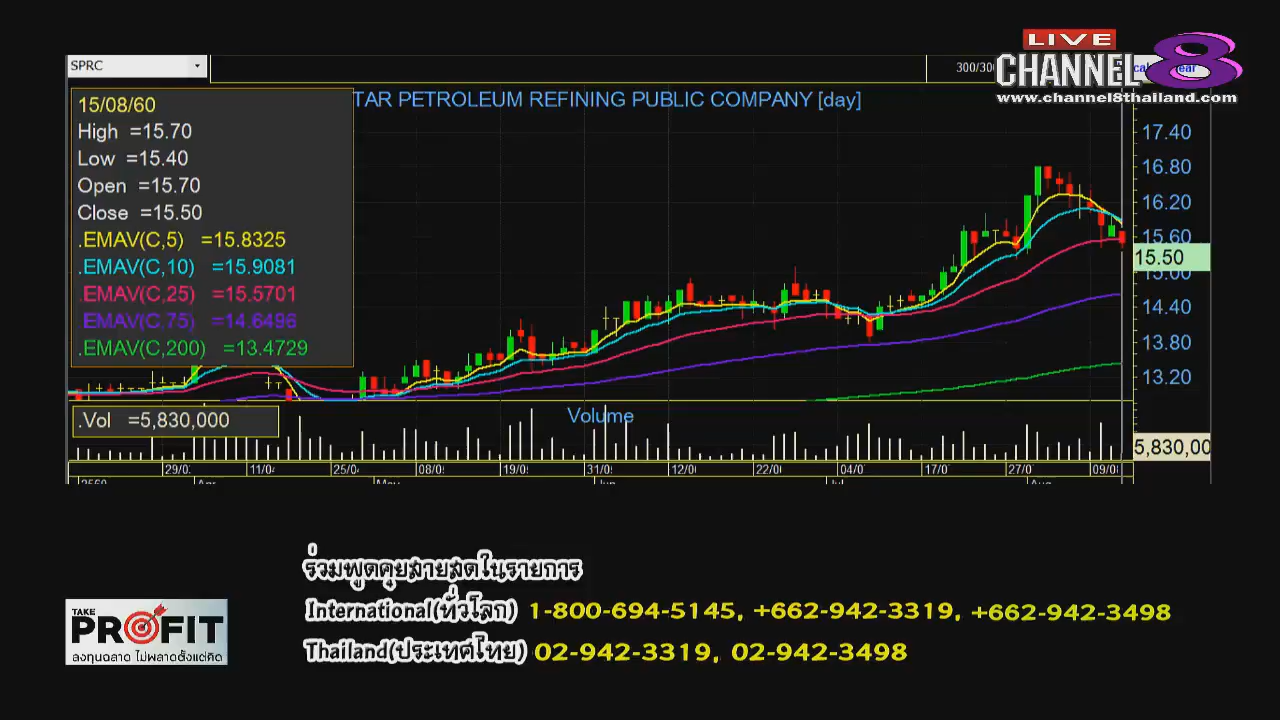 SPRC
300/300
LIVE
CHANNEL 8
www.channel8thailand.com
TAR PETROLEUM REFINING PUBLIC COMPANY [day]
15/08/60
High =15.70
Low =15.40
Open =15.70
Close =15.50
.EMAV(C,5) =15.8325
.EMAV(C,10) =15.9081
.EMAV(C,25) =15.5701
.EMAV(C,75) =14.6496
.EMAV(C,200) =13.4729
17.40
16.80
16.20
15.60
15.50
15.00
14.40
13.80
13.20
.Vol =5,830,000
Volume
5,830,00
29/0 11/0 25/0 08/0 19/0 31/0 12/0 22/0 04/0 17/0 27/0 09/0
2560 Apr May Jun Jul Aug
ร่วมพูดคุยสายสดในรายการ
International(ทั่วโลก) 1-800-694-5145, +662-942-3319, +662-942-3498
Thailand(ประเทศไทย) 02-942-3319, 02-942-3498
TAKE
PROFIT
ลงทุนฉลาด ไม่พลาดตั้งแต่คิด